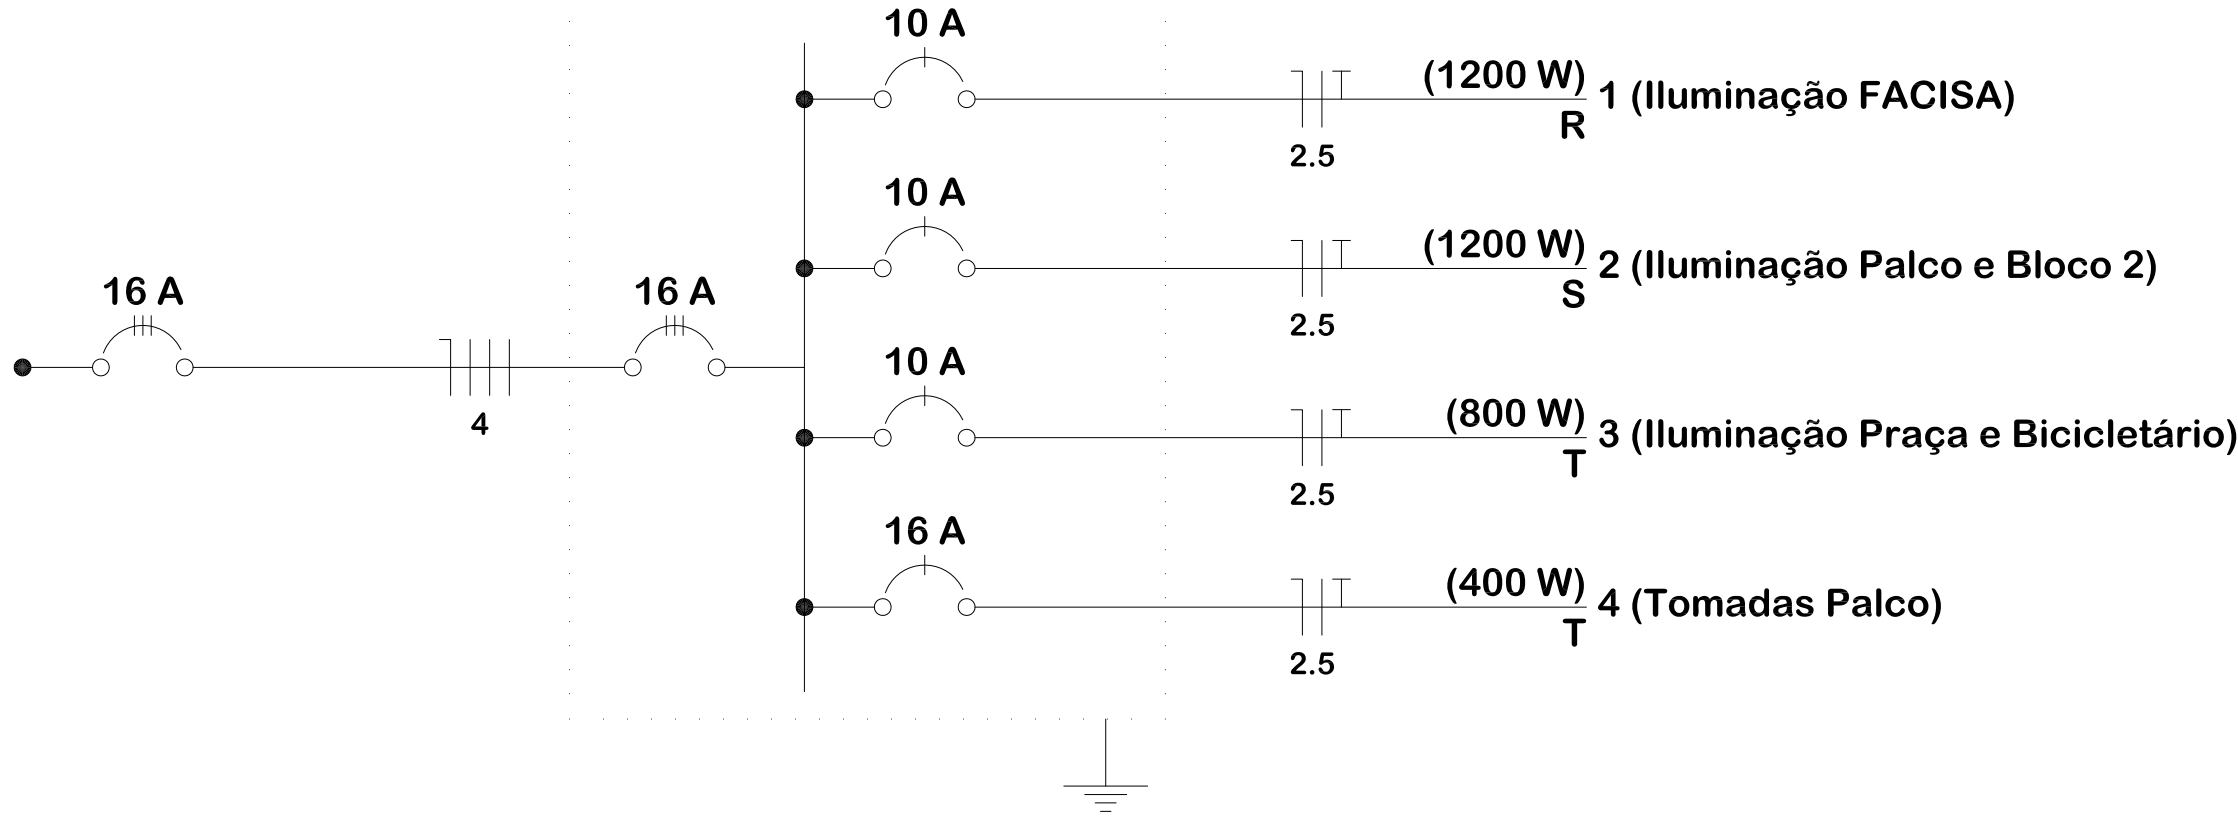 10 A
(1200 W)
1 (Iluminação FACISA)
R
2.5
10 A
(1200 W)
2 (Iluminação Palco e Bloco 2)
S
2.5
16 A
4
16 A
10 A
(800 W)
3 (Iluminação Praça e Bicicletário)
T
2.5
16 A
(400 W)
4 (Tomadas Palco)
T
2.5